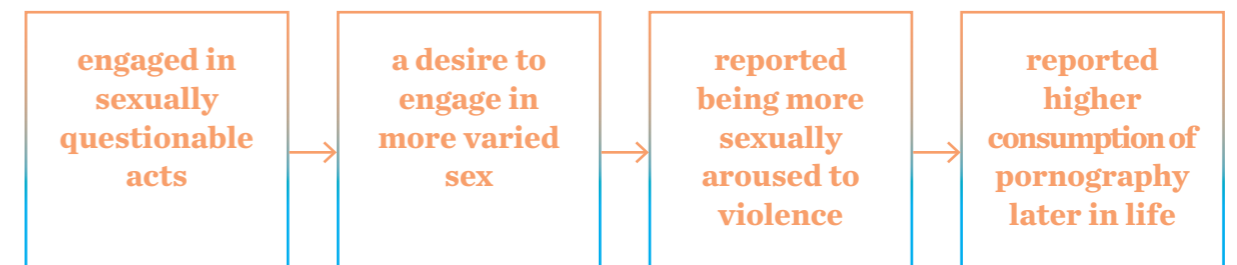 engaged in
sexually
questionable
acts
a desire to
engage in
more varied
sex
reported
being more
sexually
aroused to
violence
reported
higher
consumption of
pornography
later in life